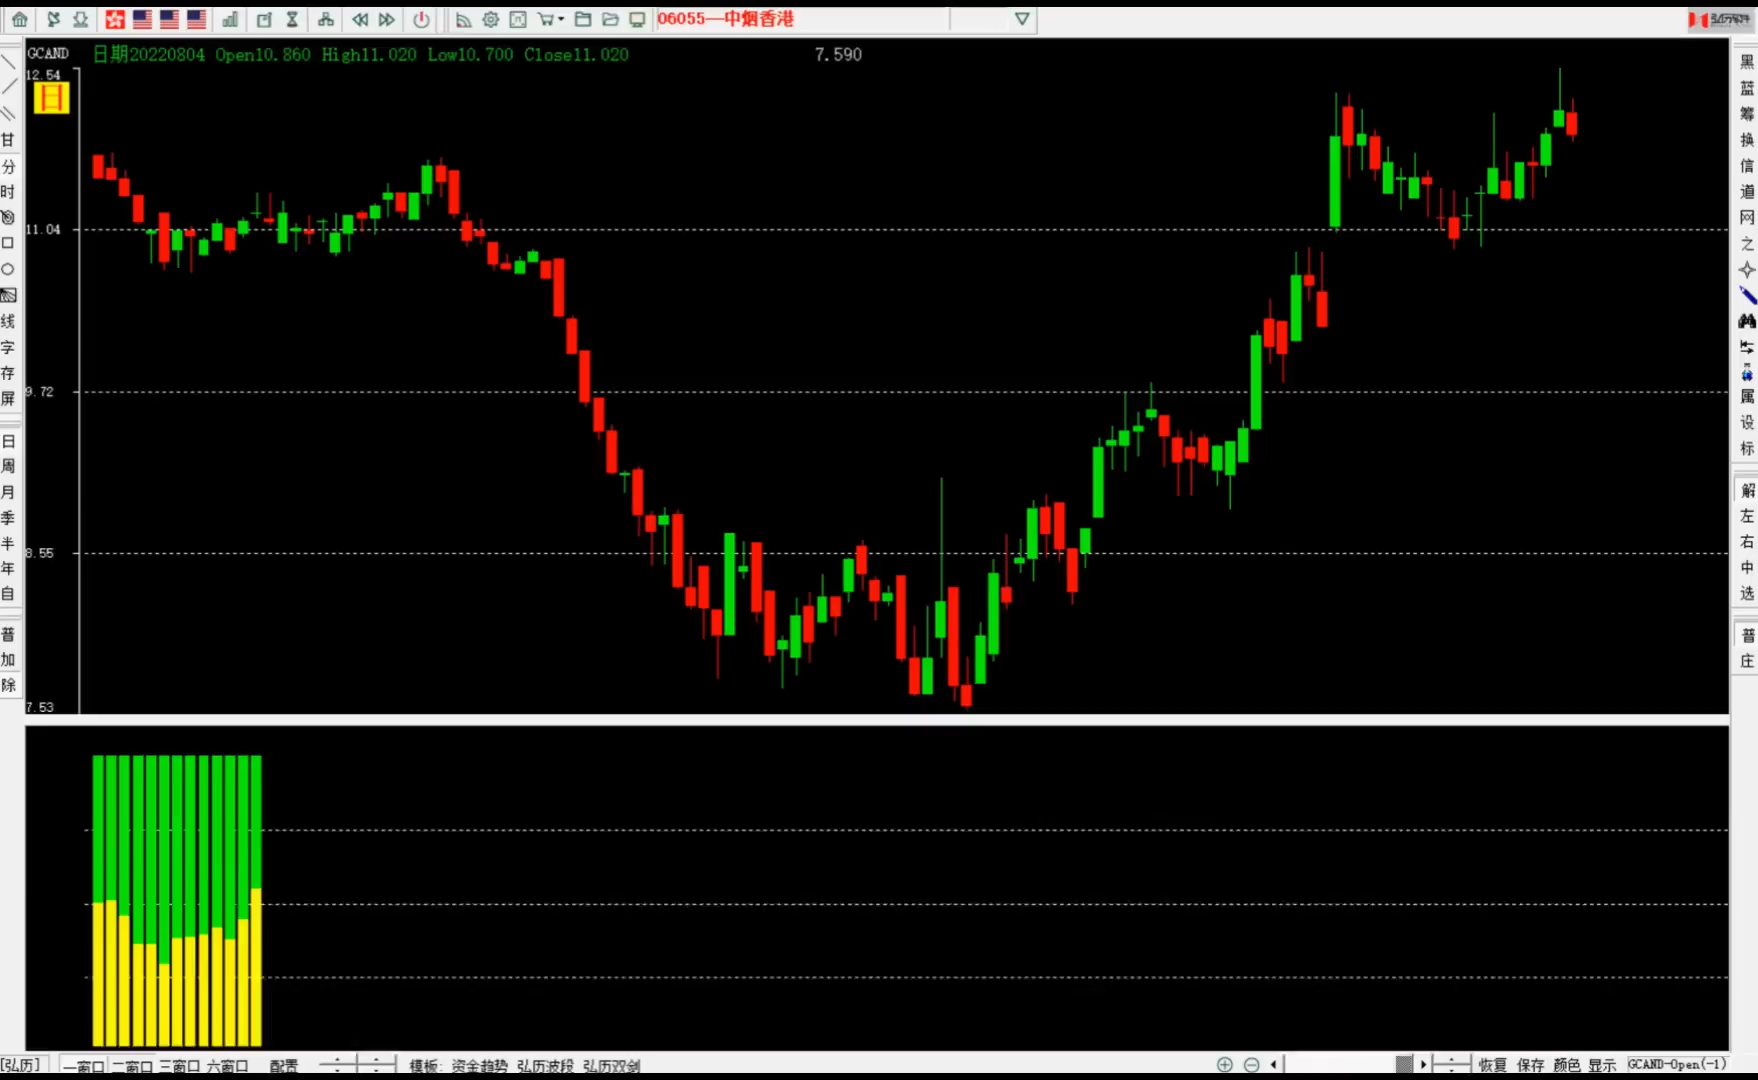 06055—中烟香港
GCAND 日期20220804 Open10.860 High11.020 Low10.700 Close11.020 7.590
12.54
日
11.04
9.72
8.55
7.53
甘
分
时
线
字
存
屏
日
周
月
季
半
年
自
普
加
除
黑
蓝
筹
换
信
道
网
之
属
设
标
解
左
右
中
选
普
庄
[弘历] 一窗口 二窗口 三窗口 六窗口 配置 模板: 资金趋势 弘历波段 弘历双剑 恢复 保存 颜色 显示 GCAND-Open(-1)